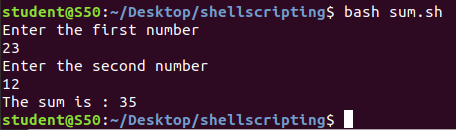 student@S50:~/Desktop/shellscripting$ bash sum.sh
Enter the first number
23
Enter the second number
12
The sum is : 35
student@S50:~/Desktop/shellscripting$